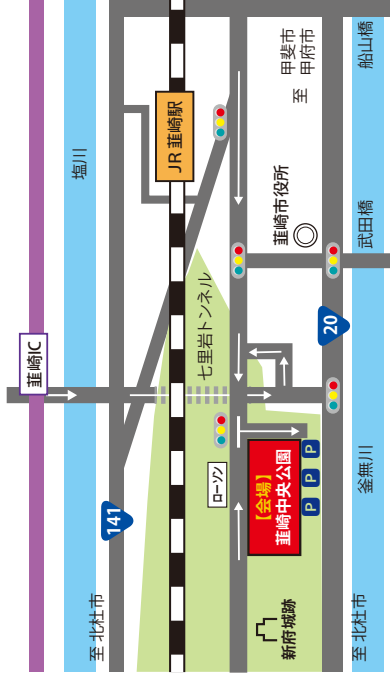 韮崎IC
至 北杜市
塩川
141
JR 韮崎駅
七里岩トンネル
ローソン
【会場】
韮崎中央公園
新府城跡
韮崎市役所
至
甲斐市
甲府市
P P P
20
至 北杜市
釜無川
武田橋
船山橋